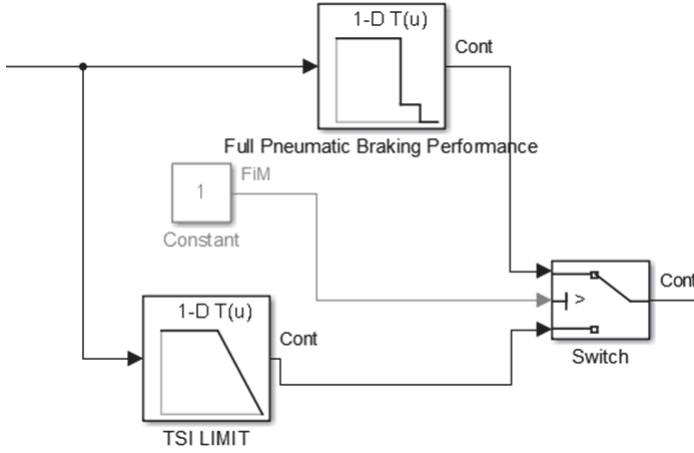 1-D T(u)
Cont
Full Pneumatic Braking Performance
FiM
1
Constant
1-D T(u)
Cont
TSI LIMIT
>
Cont
Switch